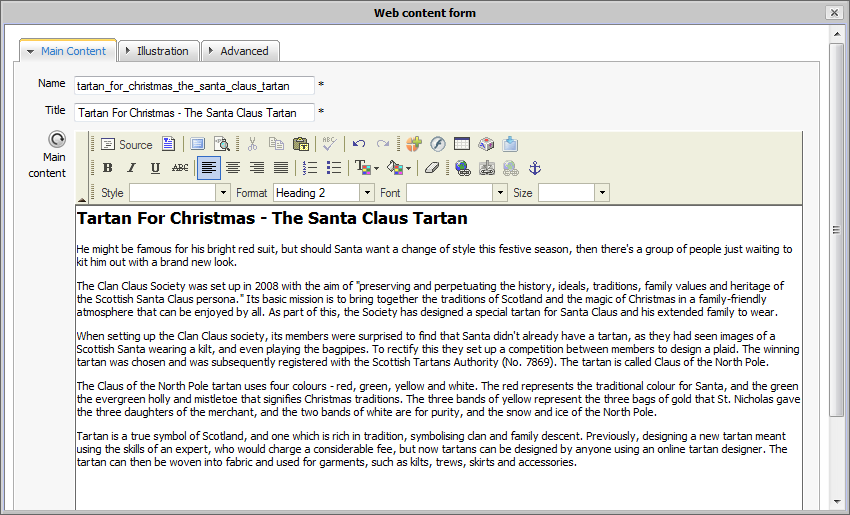 Web content form
Main Content Illustration Advanced
Name tartan_for_christmas_the_santa_claus_tartan *
Title Tartan For Christmas - The Santa Claus Tartan *
Main
content
Source ABC
B I U ABC T
Style Format Heading 2 Font Size
Tartan For Christmas - The Santa Claus Tartan
He might be famous for his bright red suit, but should Santa want a change of style this festive season, then there's a group of people just waiting to
kit him out with a brand new look.
The Clan Claus Society was set up in 2008 with the aim of "preserving and perpetuating the history, ideals, traditions, family values and heritage of
the Scottish Santa Claus persona." Its basic mission is to bring together the traditions of Scotland and the magic of Christmas in a family-friendly
atmosphere that can be enjoyed by all. As part of this, the Society has designed a special tartan for Santa Claus and his extended family to wear.
When setting up the Clan Claus society, its members were surprised to find that Santa didn't already have a tartan, as they had seen images of a
Scottish Santa wearing a kilt, and even playing the bagpipes. To rectify this they set up a competition between members to design a plaid. The winning
tartan was chosen and was subsequently registered with the Scottish Tartans Authority (No. 7869). The tartan is called Claus of the North Pole.
The Claus of the North Pole tartan uses four colours - red, green, yellow and white. The red represents the traditional colour for Santa, and the green
the evergreen holly and mistletoe that signifies Christmas traditions. The three bands of yellow represent the three bags of gold that St. Nicholas gave
the three daughters of the merchant, and the two bands of white are for purity, and the snow and ice of the North Pole.
Tartan is a true symbol of Scotland, and one which is rich in tradition, symbolising clan and family descent. Previously, designing a new tartan meant
using the skills of an expert, who would charge a considerable fee, but now tartans can be designed by anyone using an online tartan designer. The
tartan can then be woven into fabric and used for garments, such as kilts, trews, skirts and accessories.